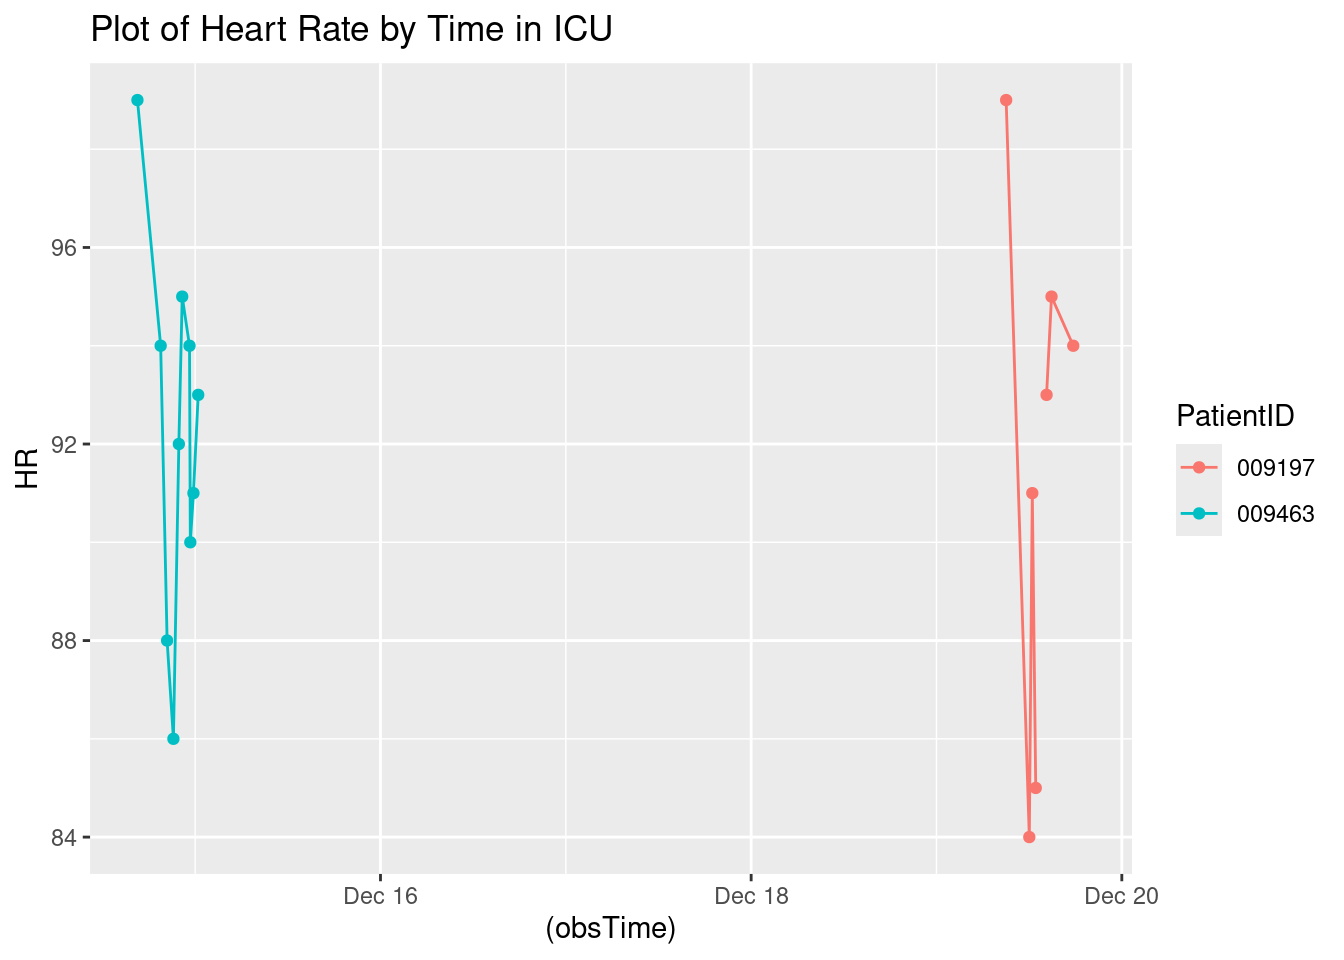 Plot of Heart Rate by Time in ICU
HR
96
92
88
84
Dec 16
Dec 18
Dec 20
(obsTime)
PatientID
009197
009463